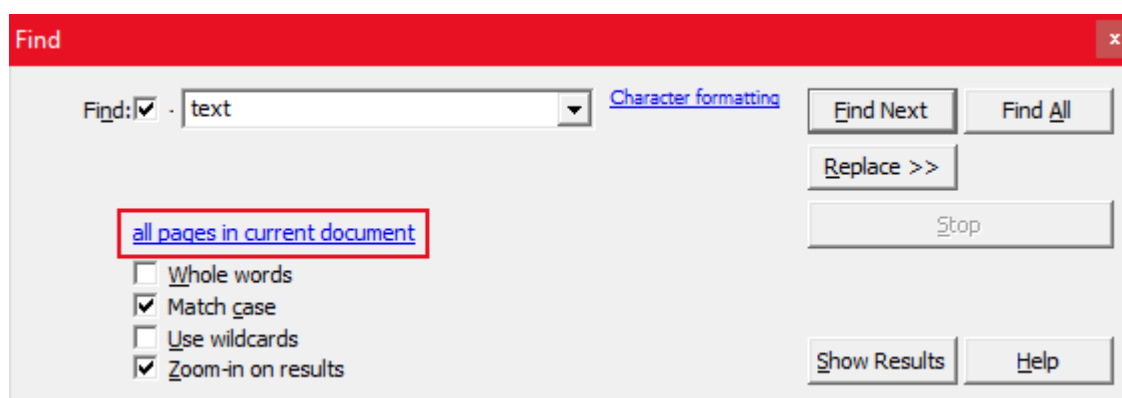 Find x
Find: - text Character formatting Find Next Find All
Replace >>
all pages in current document Stop
Whole words
Match case
Use wildcards
Zoom-in on results Show Results Help